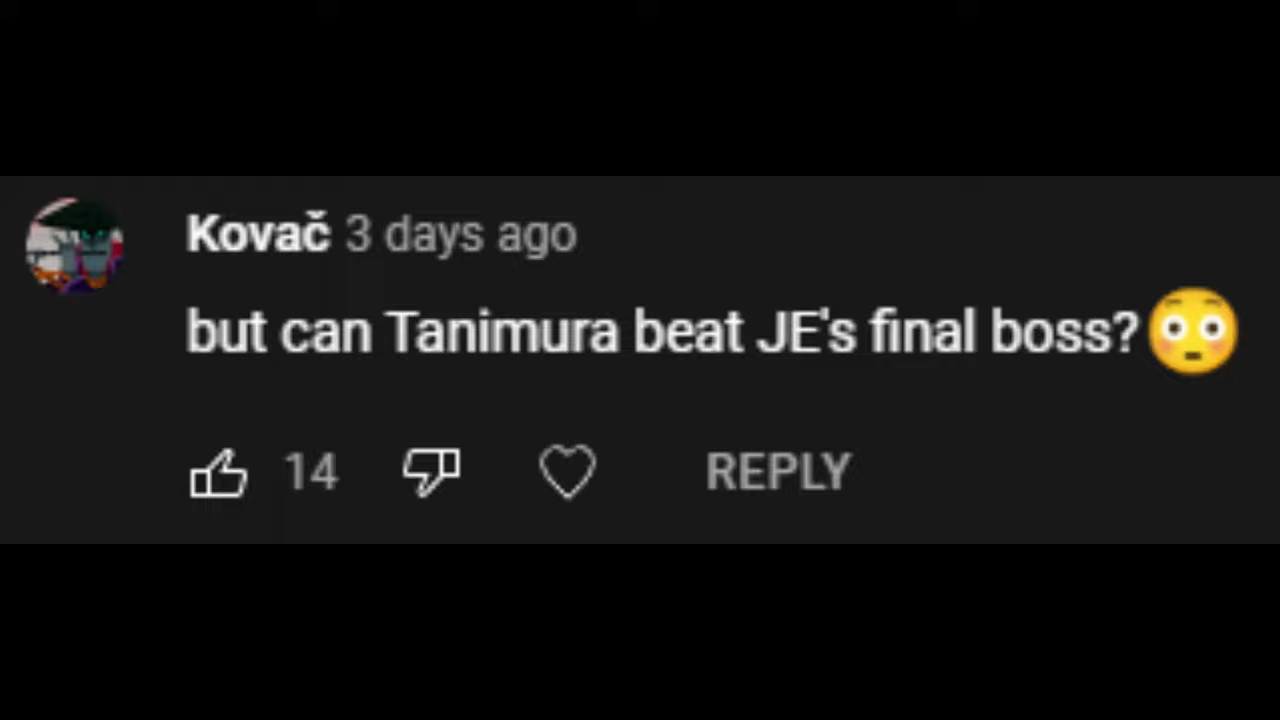 Kovač 3 days ago
but can Tanimura beat JE's final boss?😳
14 REPLY